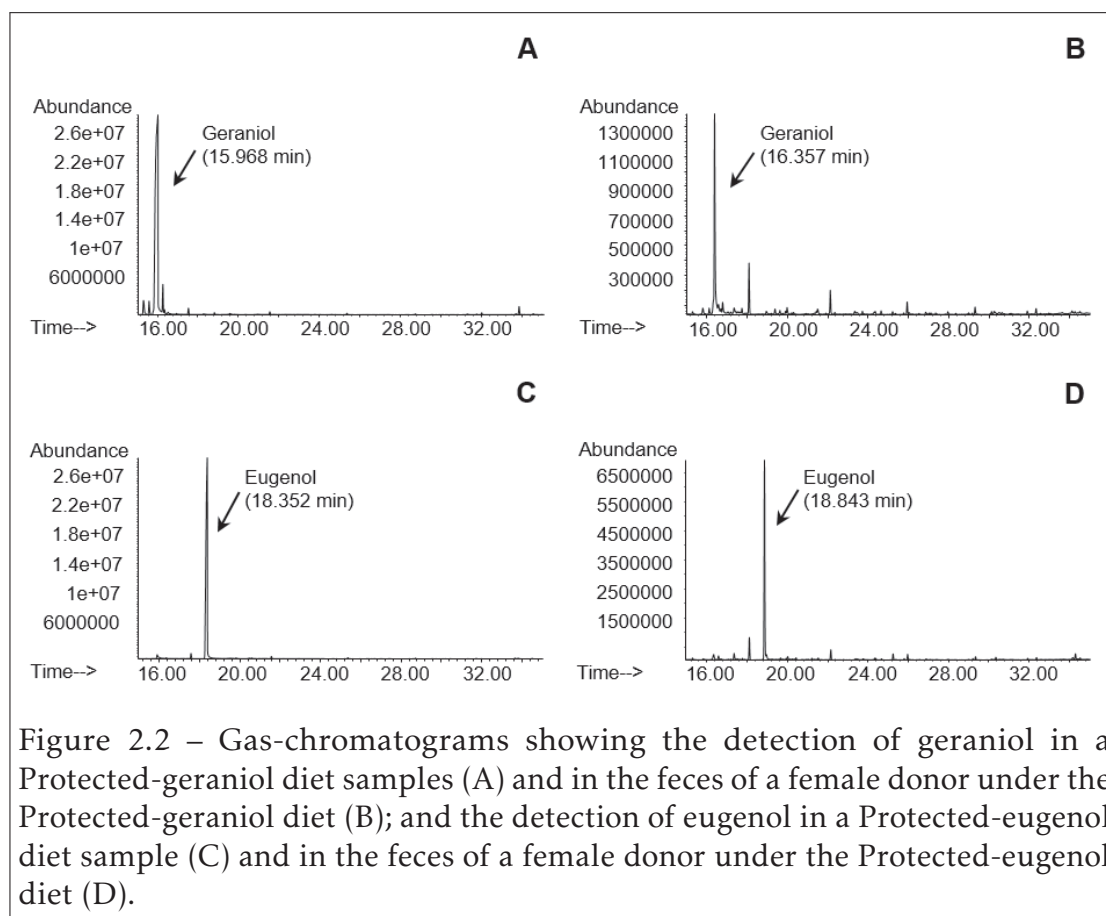 A
Abundance
2.6e+07
2.2e+07
1.8e+07
1.4e+07
1e+07
6000000
Geraniol
(15.968 min)
Time--> 16.00 20.00 24.00 28.00 32.00
B
Abundance
1300000
1100000
900000
700000
500000
300000
Geraniol
(16.357 min)
Time--> 16.00 20.00 24.00 28.00 32.00
C
Abundance
2.6e+07
2.2e+07
1.8e+07
1.4e+07
1e+07
6000000
Eugenol
(18.352 min)
Time--> 16.00 20.00 24.00 28.00 32.00
D
Abundance
6500000
5500000
4500000
3500000
2500000
1500000
Eugenol
(18.843 min)
Time--> 16.00 20.00 24.00 28.00 32.00
Figure 2.2 – Gas-chromatograms showing the detection of geraniol in a
Protected-geraniol diet samples (A) and in the feces of a female donor under the
Protected-geraniol diet (B); and the detection of eugenol in a Protected-eugenol
diet sample (C) and in the feces of a female donor under the Protected-eugenol
diet (D).